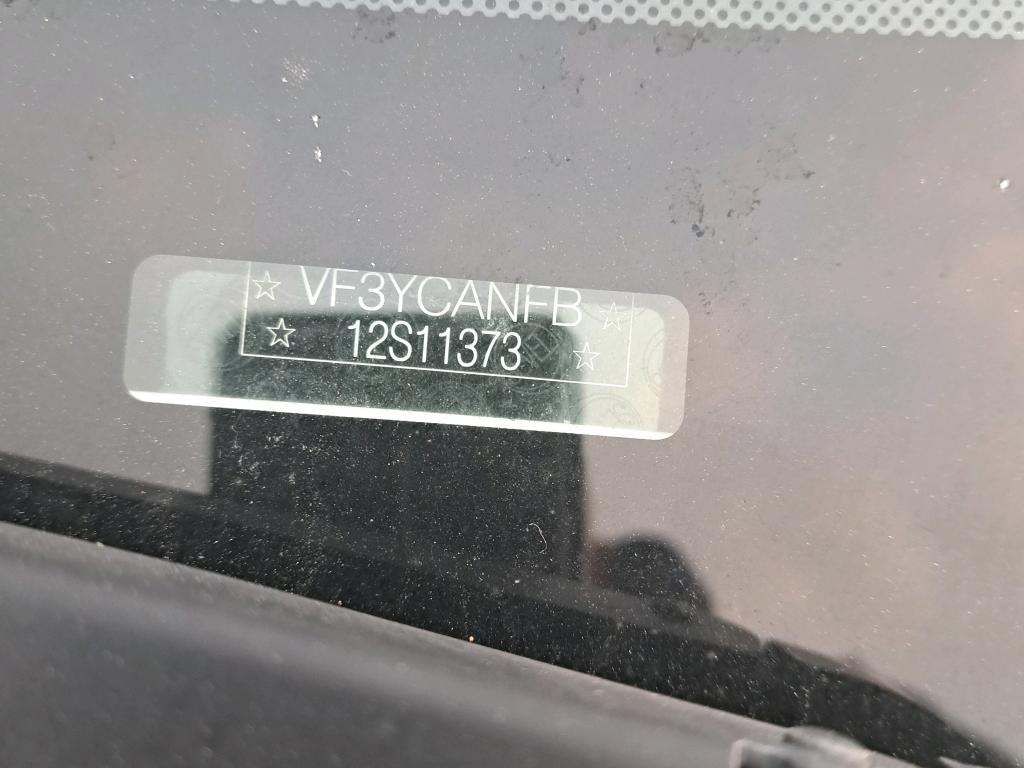 ☆ VF3YCANFB ☆
☆ 12S11373 ☆